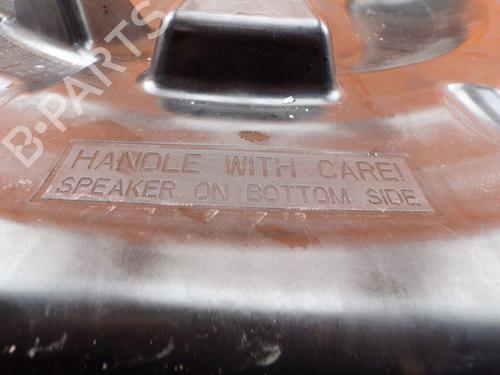 B-PARTS
HANDLE WITH CARE!
SPEAKER ON BOTTOM SIDE.